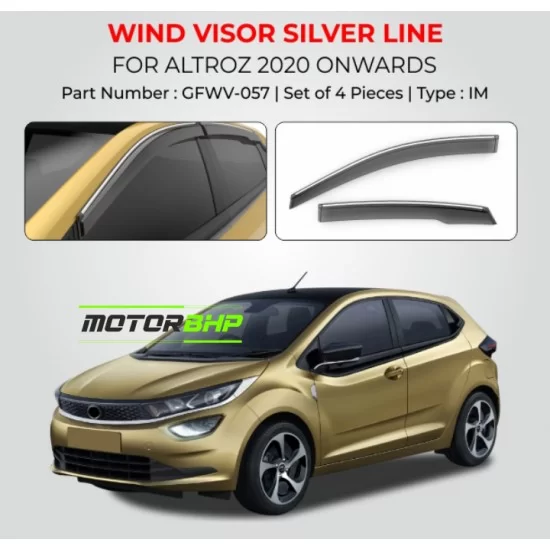 WIND VISOR SILVER LINE
FOR ALTROZ 2020 ONWARDS
Part Number : GFWV-057 | Set of 4 Pieces | Type : IM
MOTORBHP